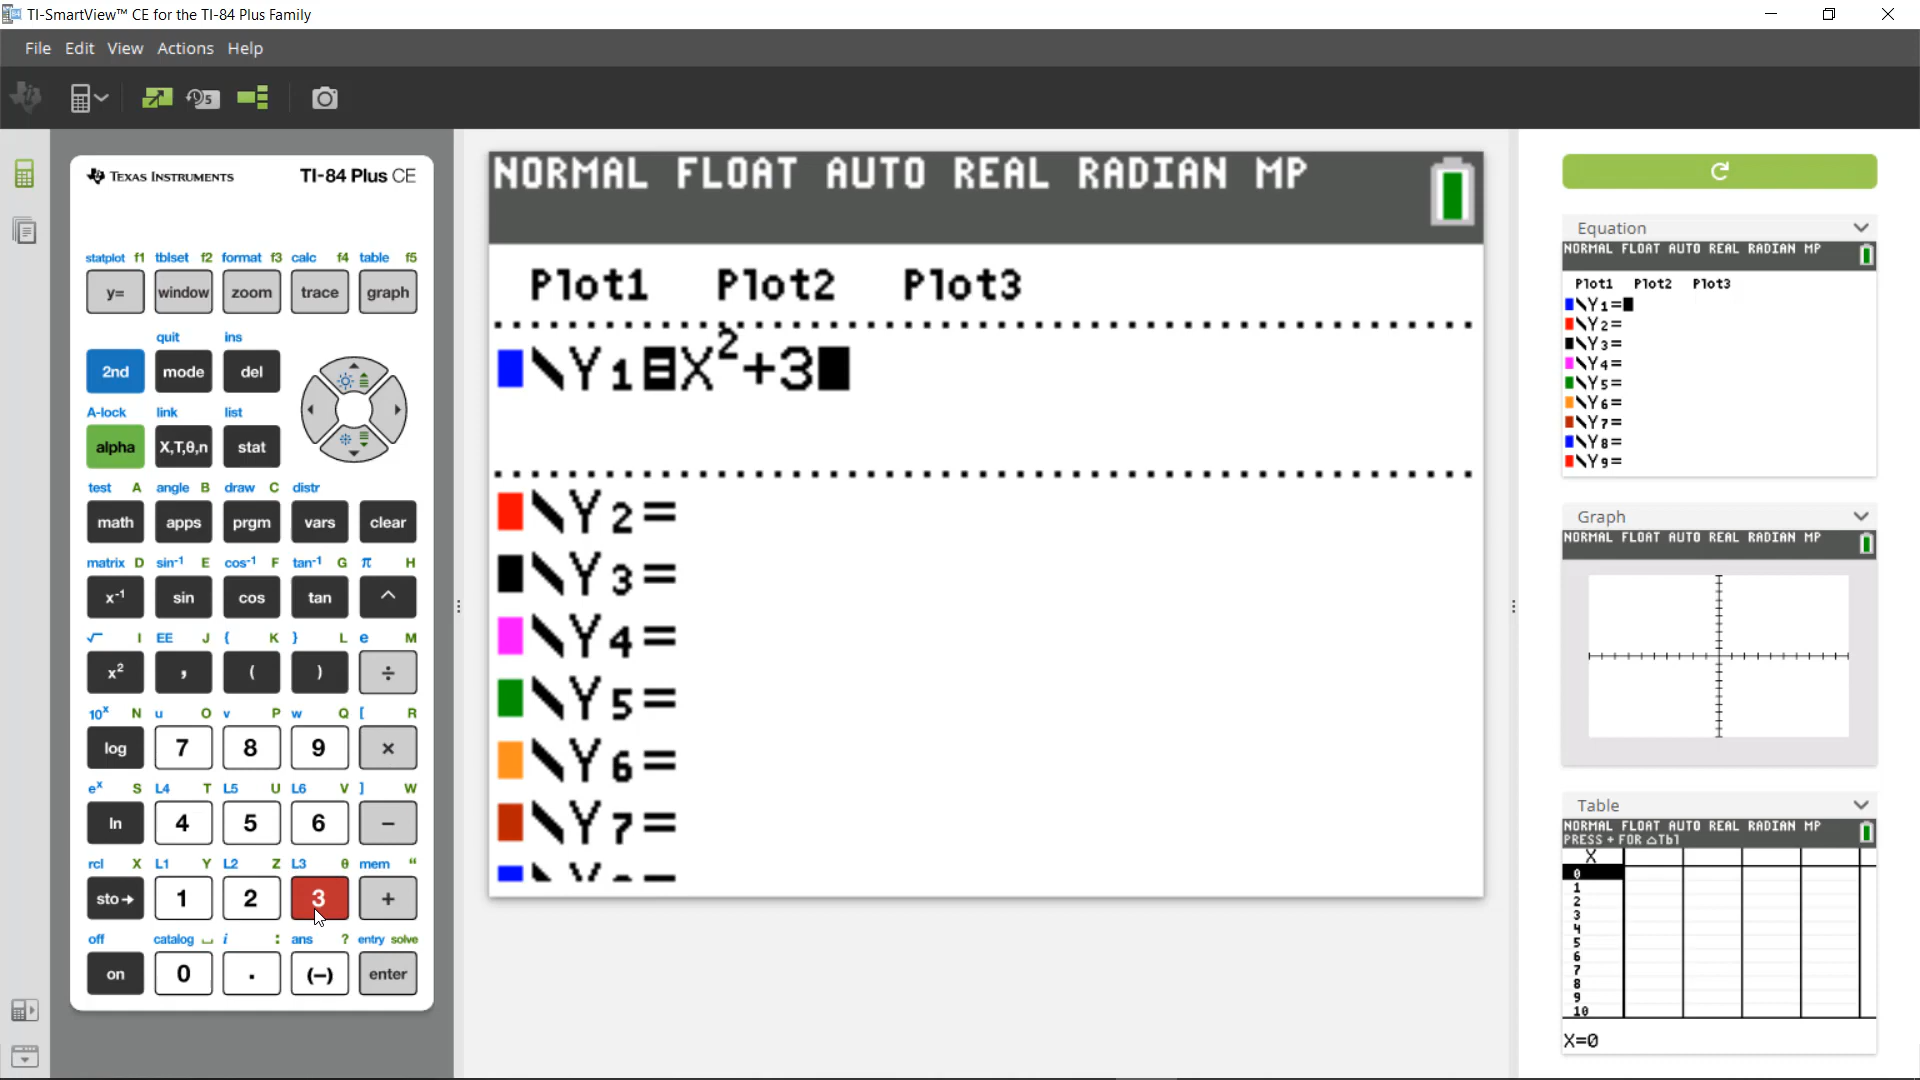 TI-SmartView™ CE for the TI-84 Plus Family
File Edit View Actions Help
TEXAS INSTRUMENTS TI-84 Plus CE
statplot f1 tblset f2 format f3 calc f4 table f5
y= window zoom trace graph
quit ins
2nd mode del
A-lock link list
alpha X,T,θ,n stat
test A angle B draw C distr
math apps prgm vars clear
matrix D sin⁻¹ E cos⁻¹ F tan⁻¹ G π H
x⁻¹ sin cos tan ^
√ I EE J { K } L e M
x² , ( ) ÷
10ˣ N u O v P w Q [ R
log 7 8 9 ×
eˣ S L4 T L5 U L6 V ] W
ln 4 5 6 −
rcl X L1 Y L2 Z L3 θ mem “
sto→ 1 2 3 +
off catalog ⎵ i : ans ? entry solve
on 0 . (−) enter
NORMAL FLOAT AUTO REAL RADIAN MP
Plot1 Plot2 Plot3
\Y1=X²+3
\Y2=
\Y3=
\Y4=
\Y5=
\Y6=
\Y7=
Equation
NORMAL FLOAT AUTO REAL RADIAN MP
Plot1 Plot2 Plot3
\Y1=
\Y2=
\Y3=
\Y4=
\Y5=
\Y6=
\Y7=
\Y8=
\Y9=
Graph
NORMAL FLOAT AUTO REAL RADIAN MP
Table
NORMAL FLOAT AUTO REAL RADIAN MP
PRESS + FOR △Tbl
X
0
1
2
3
4
5
6
7
8
9
10
X=0